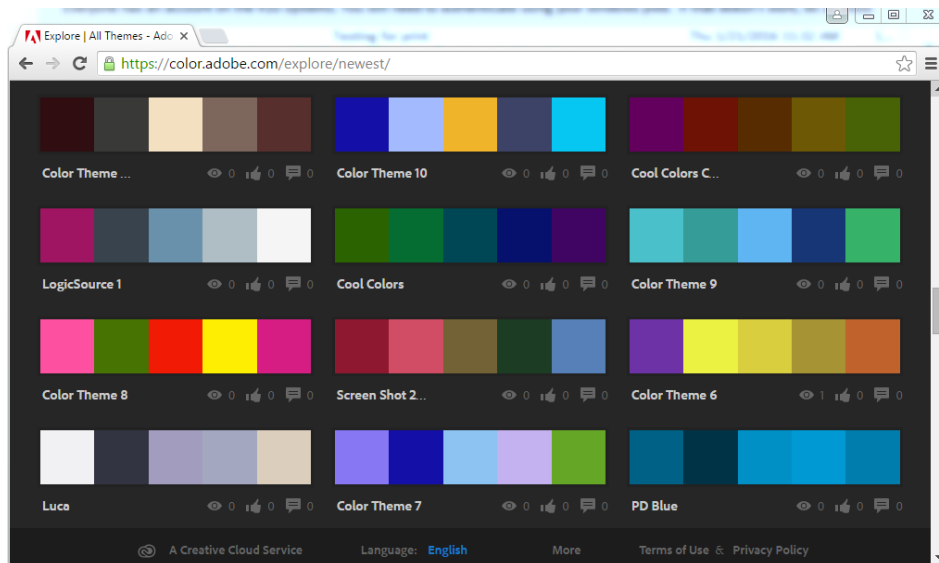 Explore | All Themes - Ado
https://color.adobe.com/explore/newest/
Color Theme ... 0 0 0
Color Theme 10 0 0 0
Cool Colors C... 0 0 0
LogicSource 1 0 0 0
Cool Colors 0 0 0
Color Theme 9 0 0 0
Color Theme 8 0 0 0
Screen Shot 2... 0 0 0
Color Theme 6 1 0 0
Luca 0 0 0
Color Theme 7 0 0 0
PD Blue 0 0 0
A Creative Cloud Service Language: English More Terms of Use & Privacy Policy